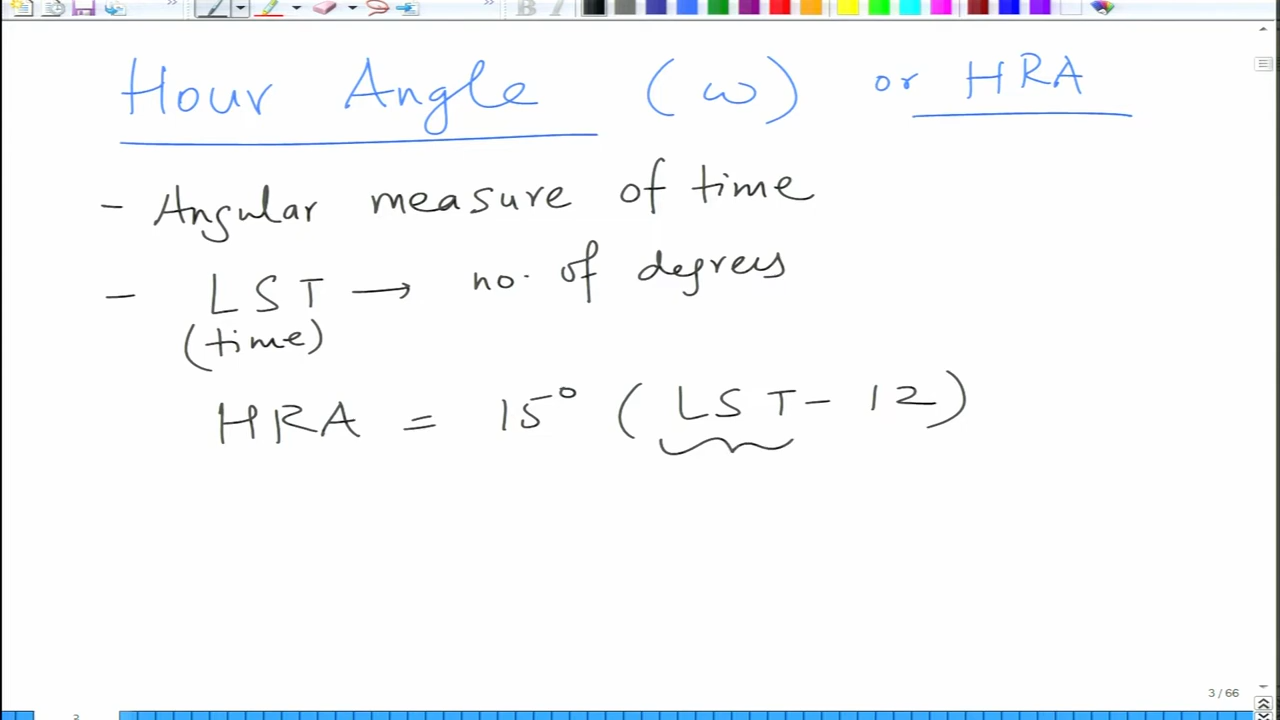 Hour Angle (ω) or HRA
- Angular measure of time
- LST → no. of degrees
(time)
HRA = 15° (LST - 12)
3 / 66
3